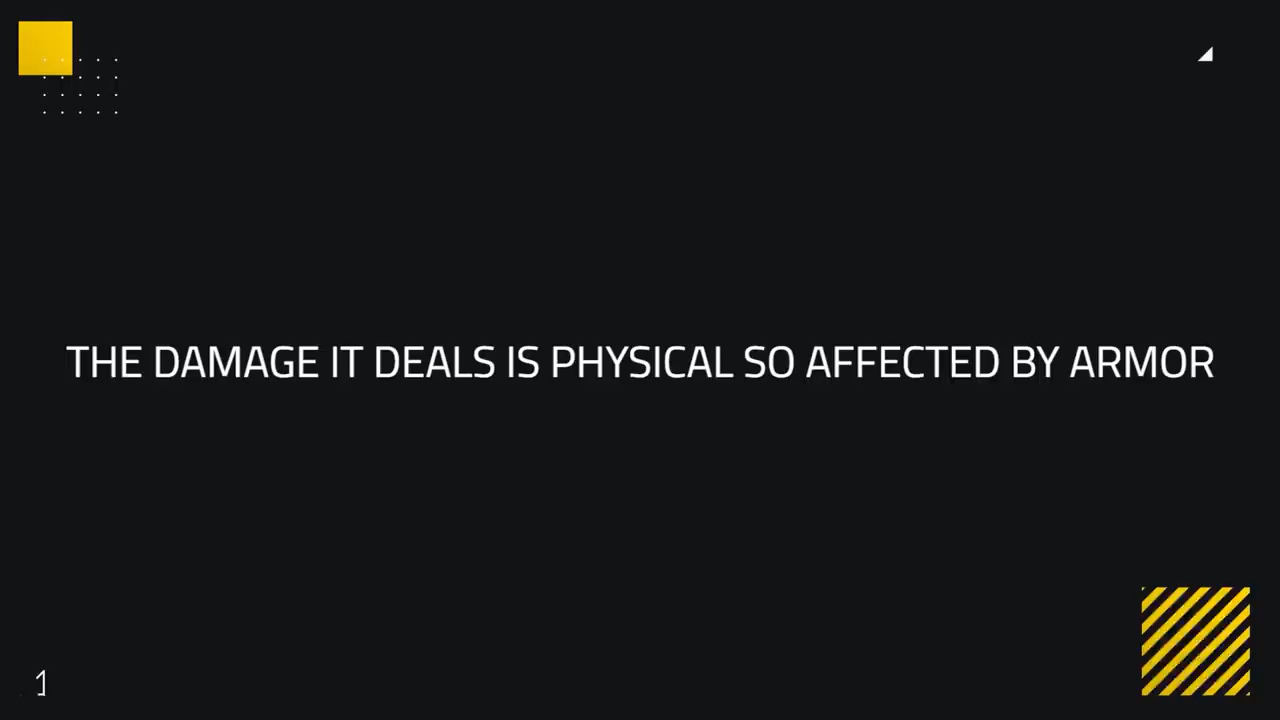 THE DAMAGE IT DEALS IS PHYSICAL SO AFFECTED BY ARMOR
1